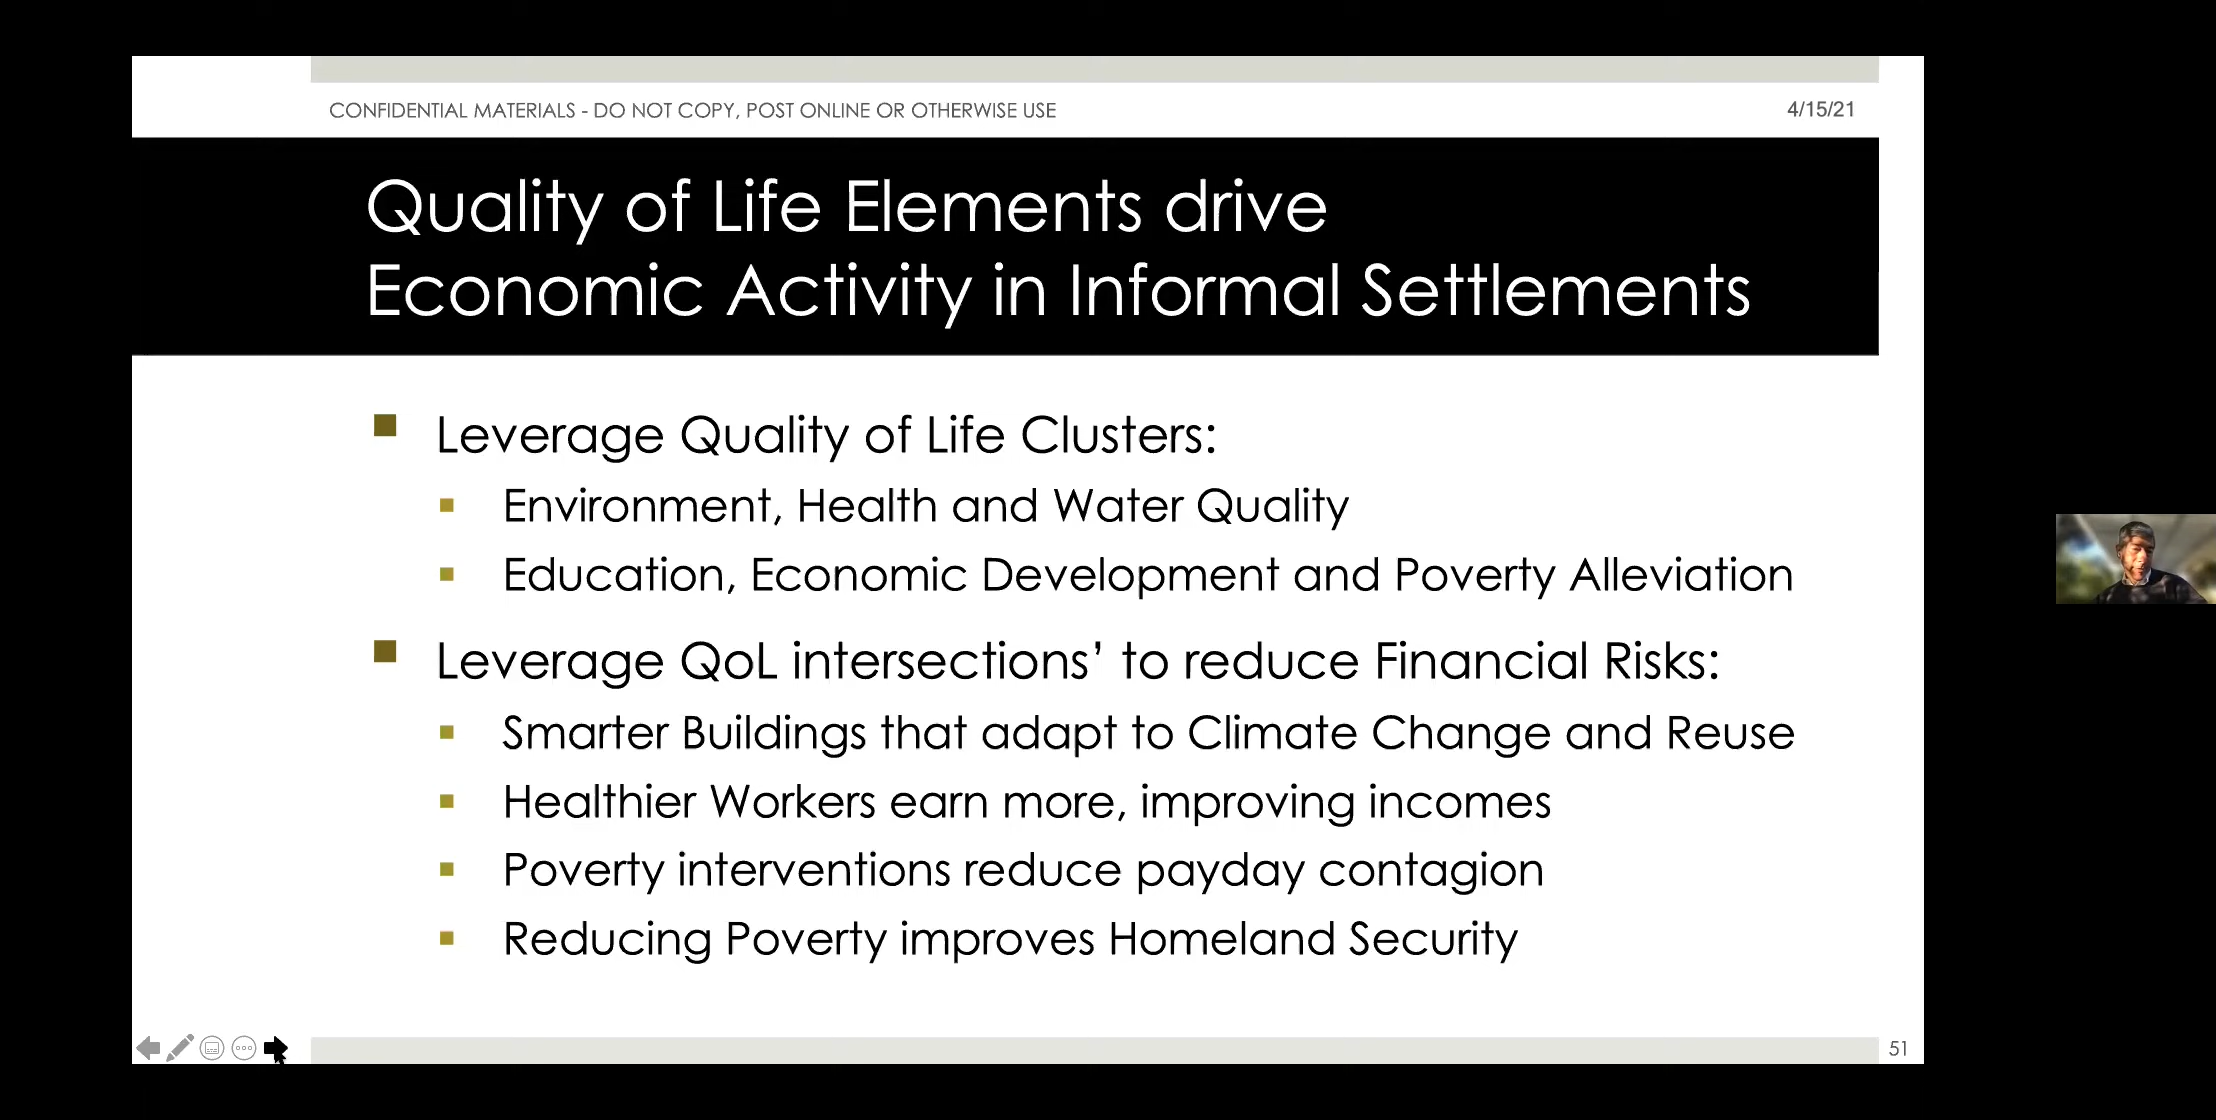 CONFIDENTIAL MATERIALS - DO NOT COPY, POST ONLINE OR OTHERWISE USE
4/15/21
Quality of Life Elements drive
Economic Activity in Informal Settlements
Leverage Quality of Life Clusters:
Environment, Health and Water Quality
Education, Economic Development and Poverty Alleviation
Leverage QoL intersections’ to reduce Financial Risks:
Smarter Buildings that adapt to Climate Change and Reuse
Healthier Workers earn more, improving incomes
Poverty interventions reduce payday contagion
Reducing Poverty improves Homeland Security
51